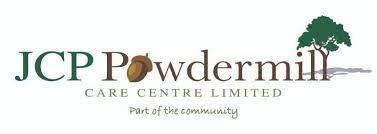 JCP Powdermill
CARE CENTRE LIMITED
Part of the community